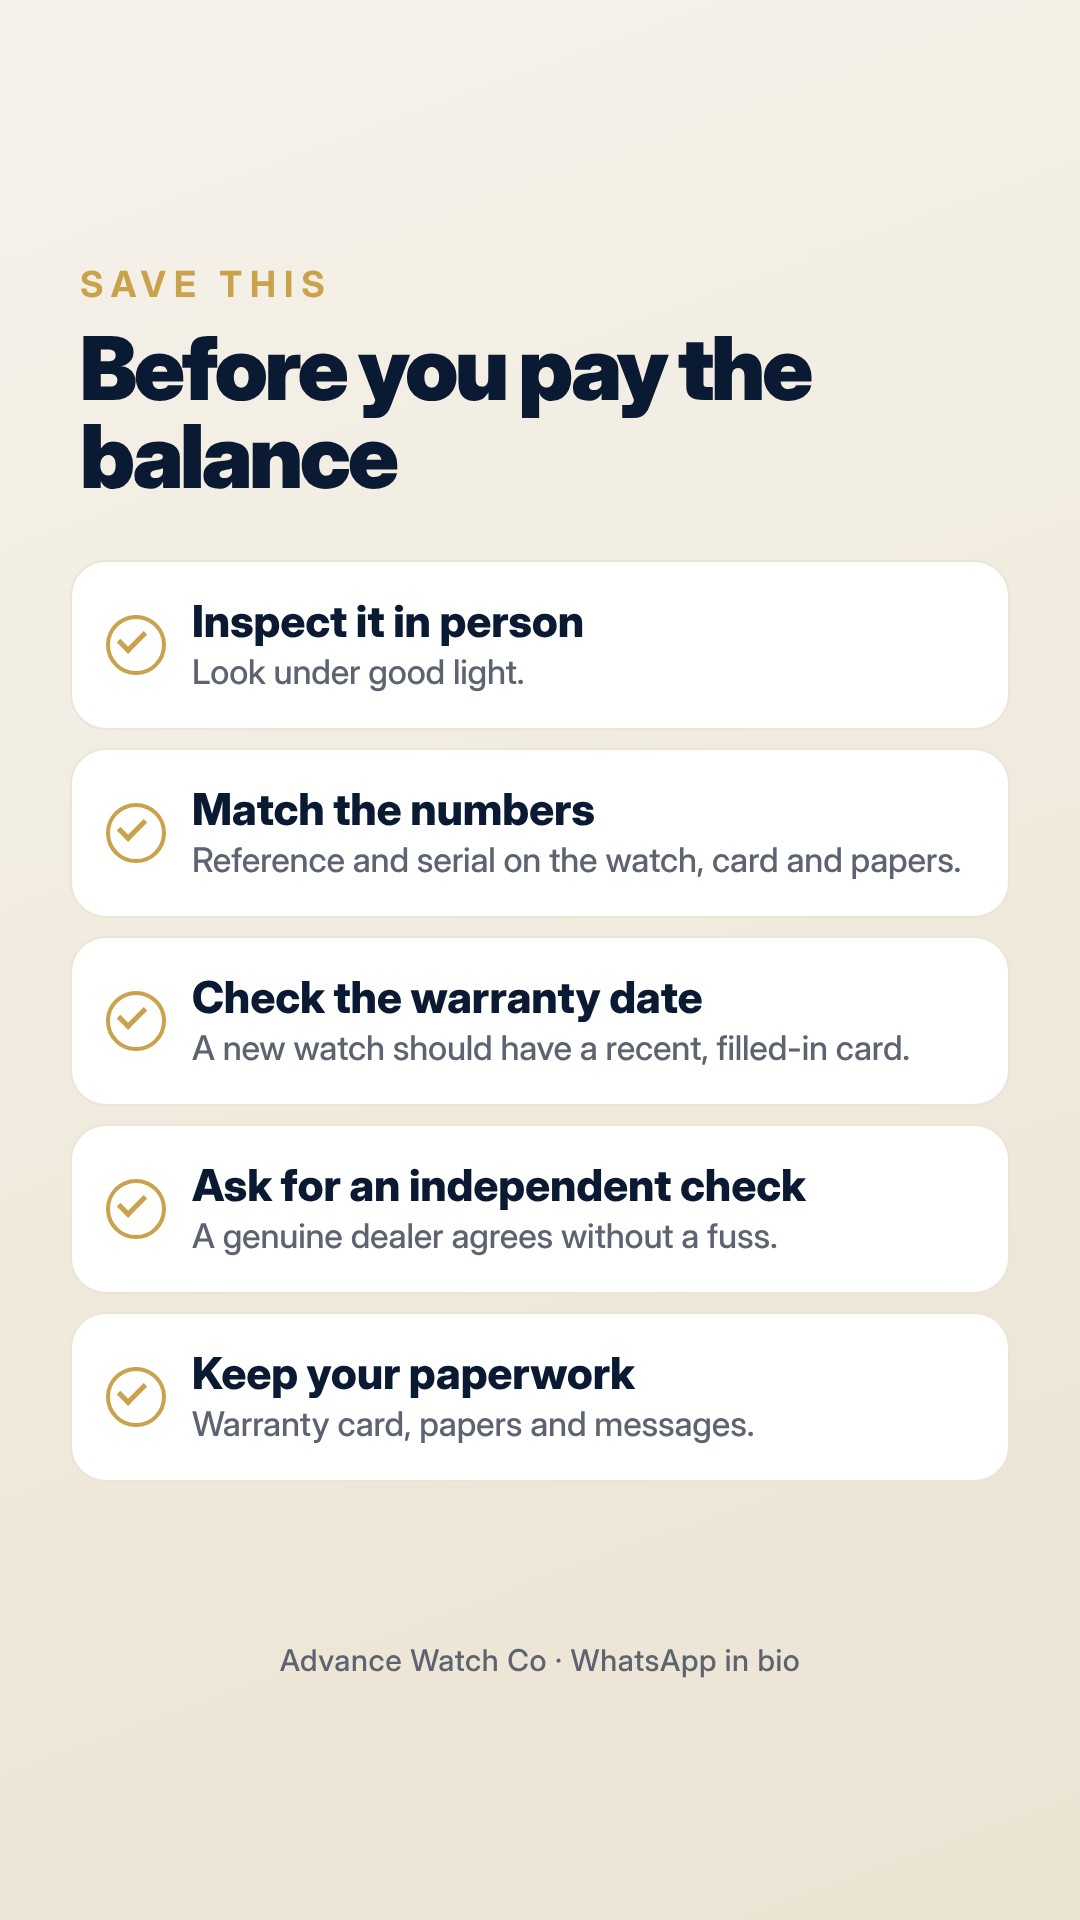 SAVE THIS
Before you pay the
balance
Inspect it in person
Look under good light.
Match the numbers
Reference and serial on the watch, card and papers.
Check the warranty date
A new watch should have a recent, filled-in card.
Ask for an independent check
A genuine dealer agrees without a fuss.
Keep your paperwork
Warranty card, papers and messages.
Advance Watch Co · WhatsApp in bio